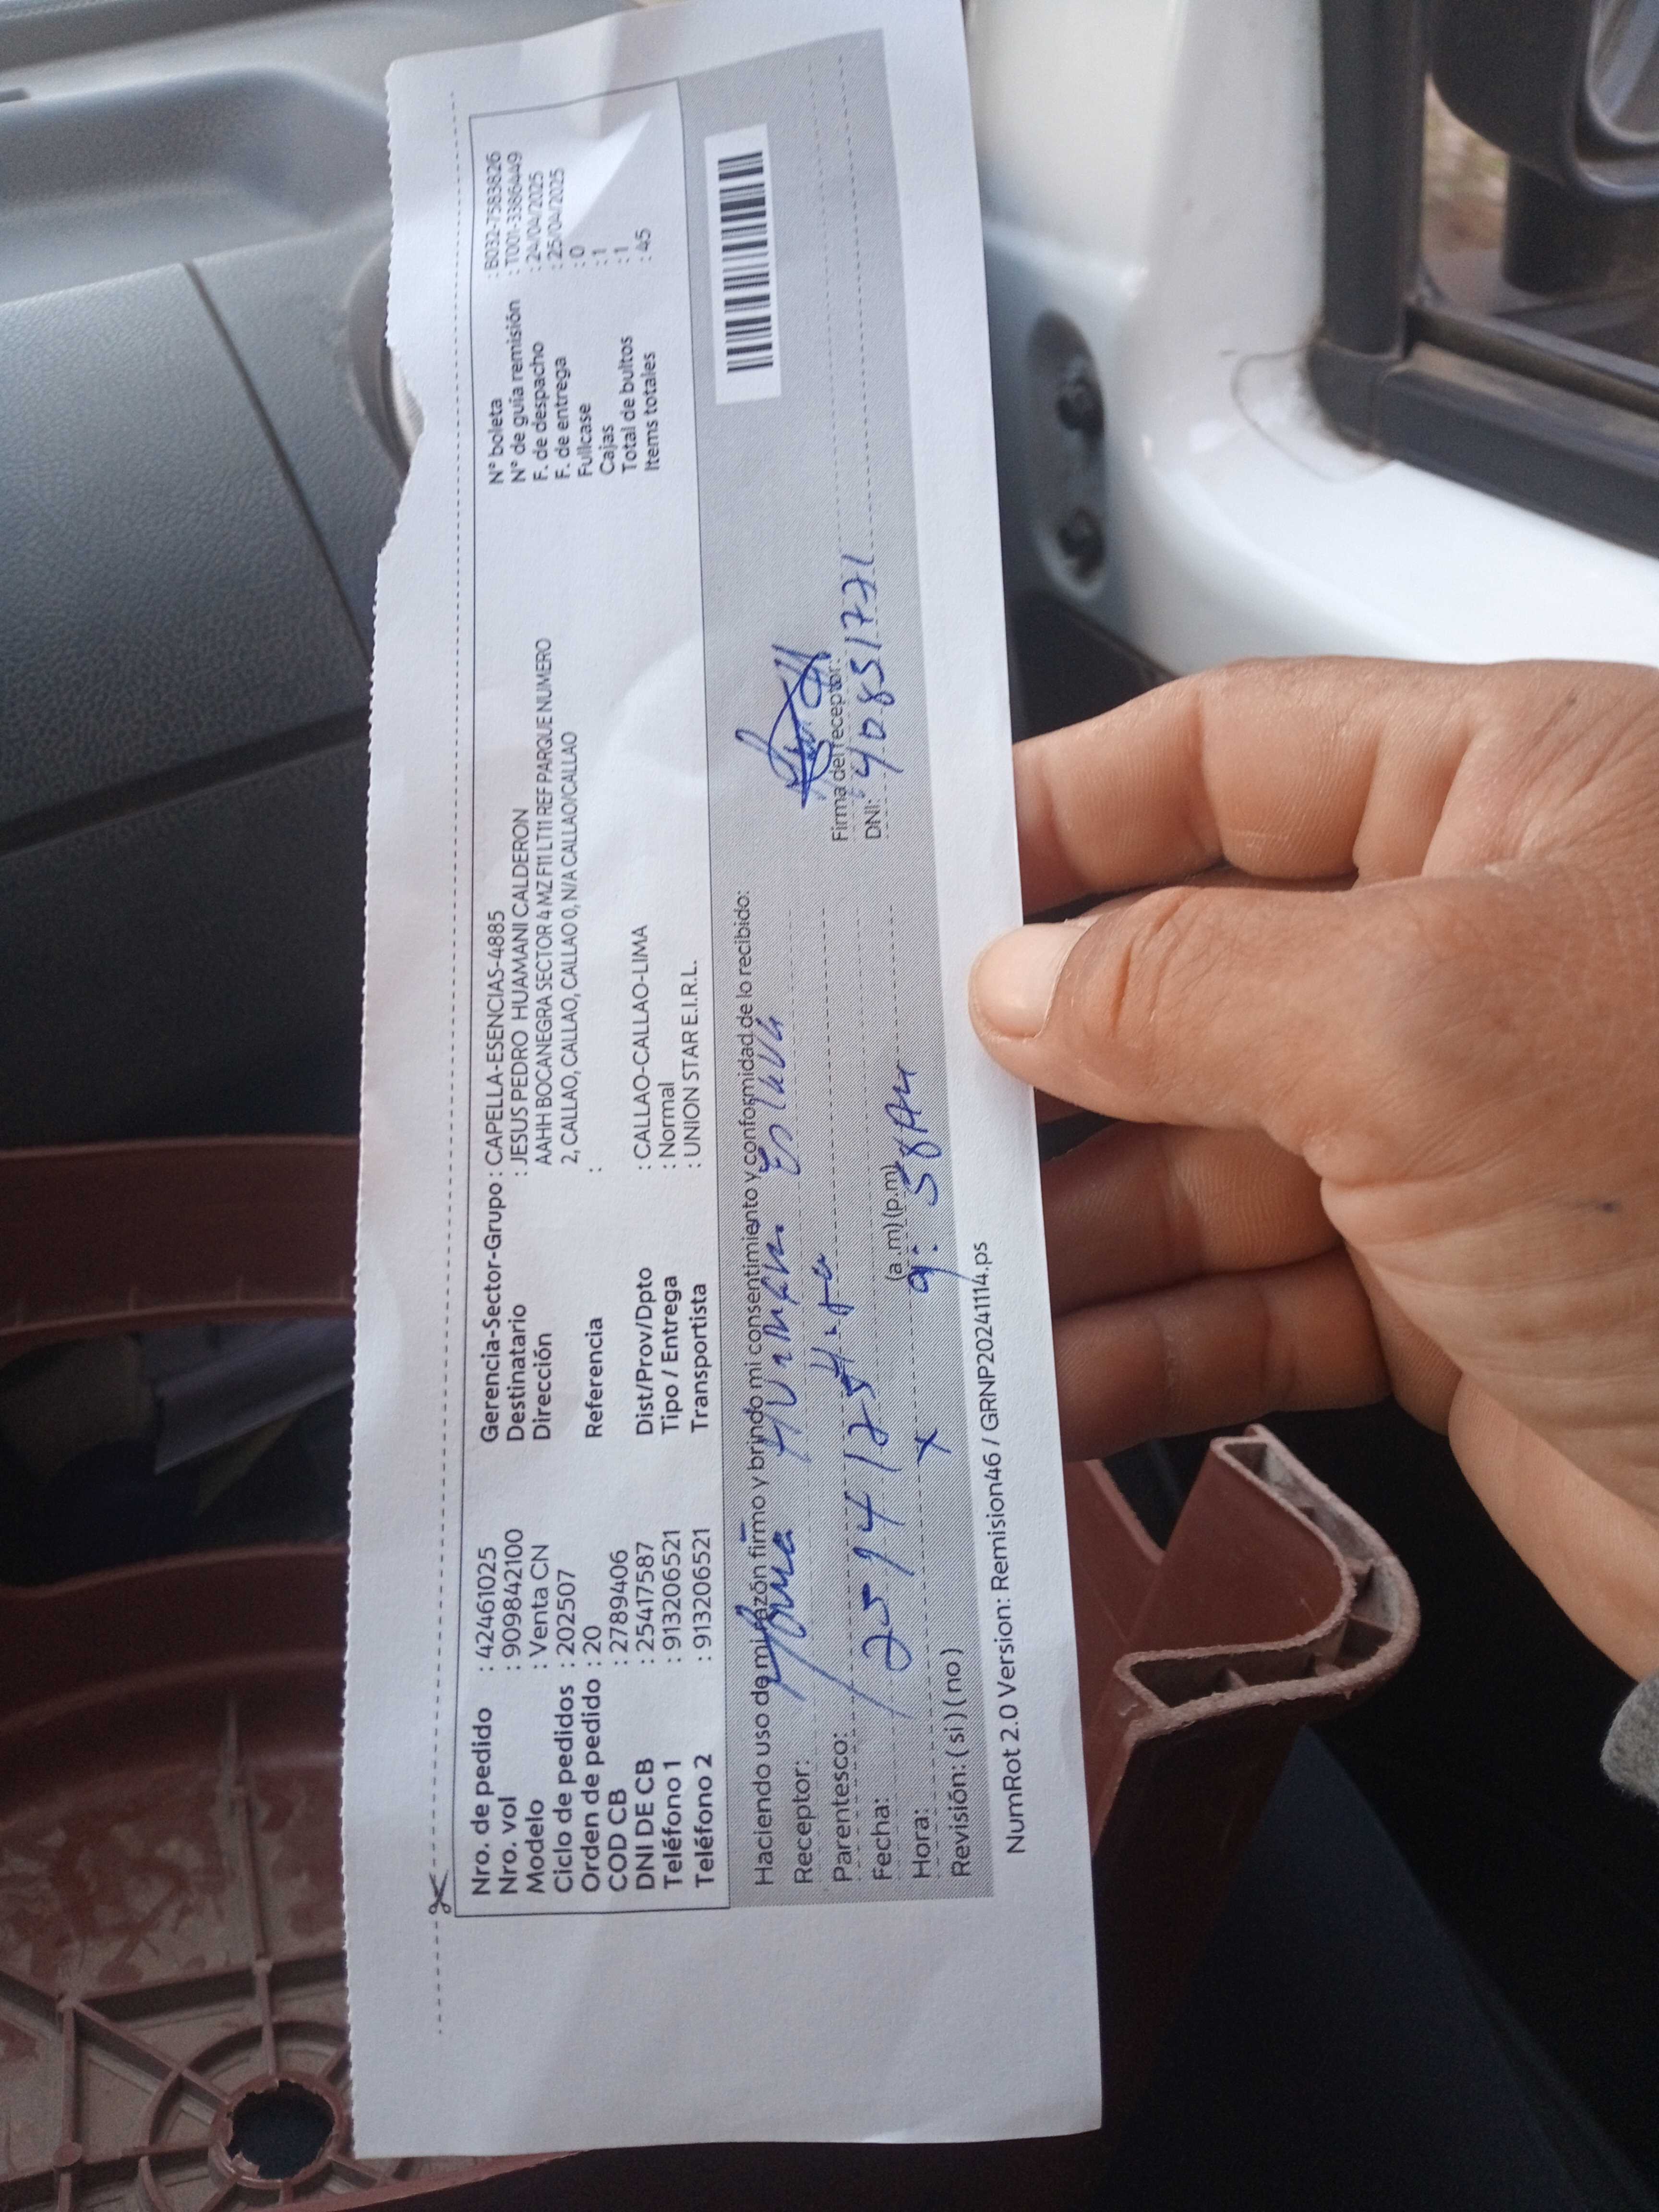 Nro. de pedido : 42461025
Nro. vol : 9099842100
Modelo : Venta CN
Ciclo de pedidos : 202507
Orden de pedido : 20
COD CB : 2789406
DNI DE CB : 25417587
Teléfono 1 : 913206521
Teléfono 2 : 913206521
Gerencia-Sector-Grupo : CAPELLA-ESENCIAS-4885
Destinatario : JESUS PEDRO HUAMANI CALDERON
Dirección AAHH BOCANEGRA SECTOR 4 MZ F11 LT11 REF PARQUE NUMERO
2, CALLAO, CALLAO, CALLAO 0, N/A CALLAO/CALLAO
Referencia :
Dist/Prov/Dpto : CALLAO-CALLAO-LIMA
Tipo / Entrega : Normal
Transportista : UNION STAR E.I.R.L.
N° boleta : B032-7583826
N° de guía remisión : T001-3386449
F. de despacho : 24/04/2025
F. de entrega : 25/04/2025
Fullcase : 0
Cajas : 1
Total de bultos : 1
Items totales : 45
Haciendo uso de mi razón firmo y brindo mi consentimiento y conformidad de lo recibido:
Receptor:
Parentesco:
Fecha: 25/4/25
Hora: (a.m) (p.m) 9:58AM
Revisión: ( si ) ( no )
Firma del receptor:
DNI: 40851771
NumRot 2.0 Version: Remision46 / GRNP20241114.ps